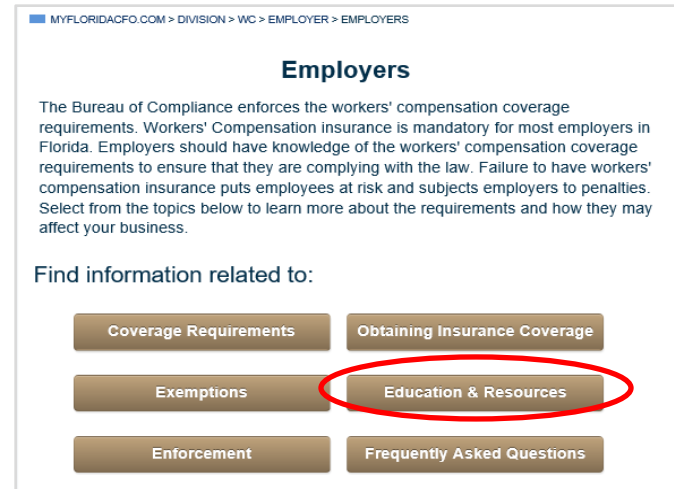 MYFLORIDACFO.COM > DIVISION > WC > EMPLOYER > EMPLOYERS
Employers
The Bureau of Compliance enforces the workers' compensation coverage
requirements. Workers' Compensation insurance is mandatory for most employers in
Florida. Employers should have knowledge of the workers' compensation coverage
requirements to ensure that they are complying with the law. Failure to have workers'
compensation insurance puts employees at risk and subjects employers to penalties.
Select from the topics below to learn more about the requirements and how they may
affect your business.
Find information related to:
Coverage Requirements
Obtaining Insurance Coverage
Exemptions
Education & Resources
Enforcement
Frequently Asked Questions